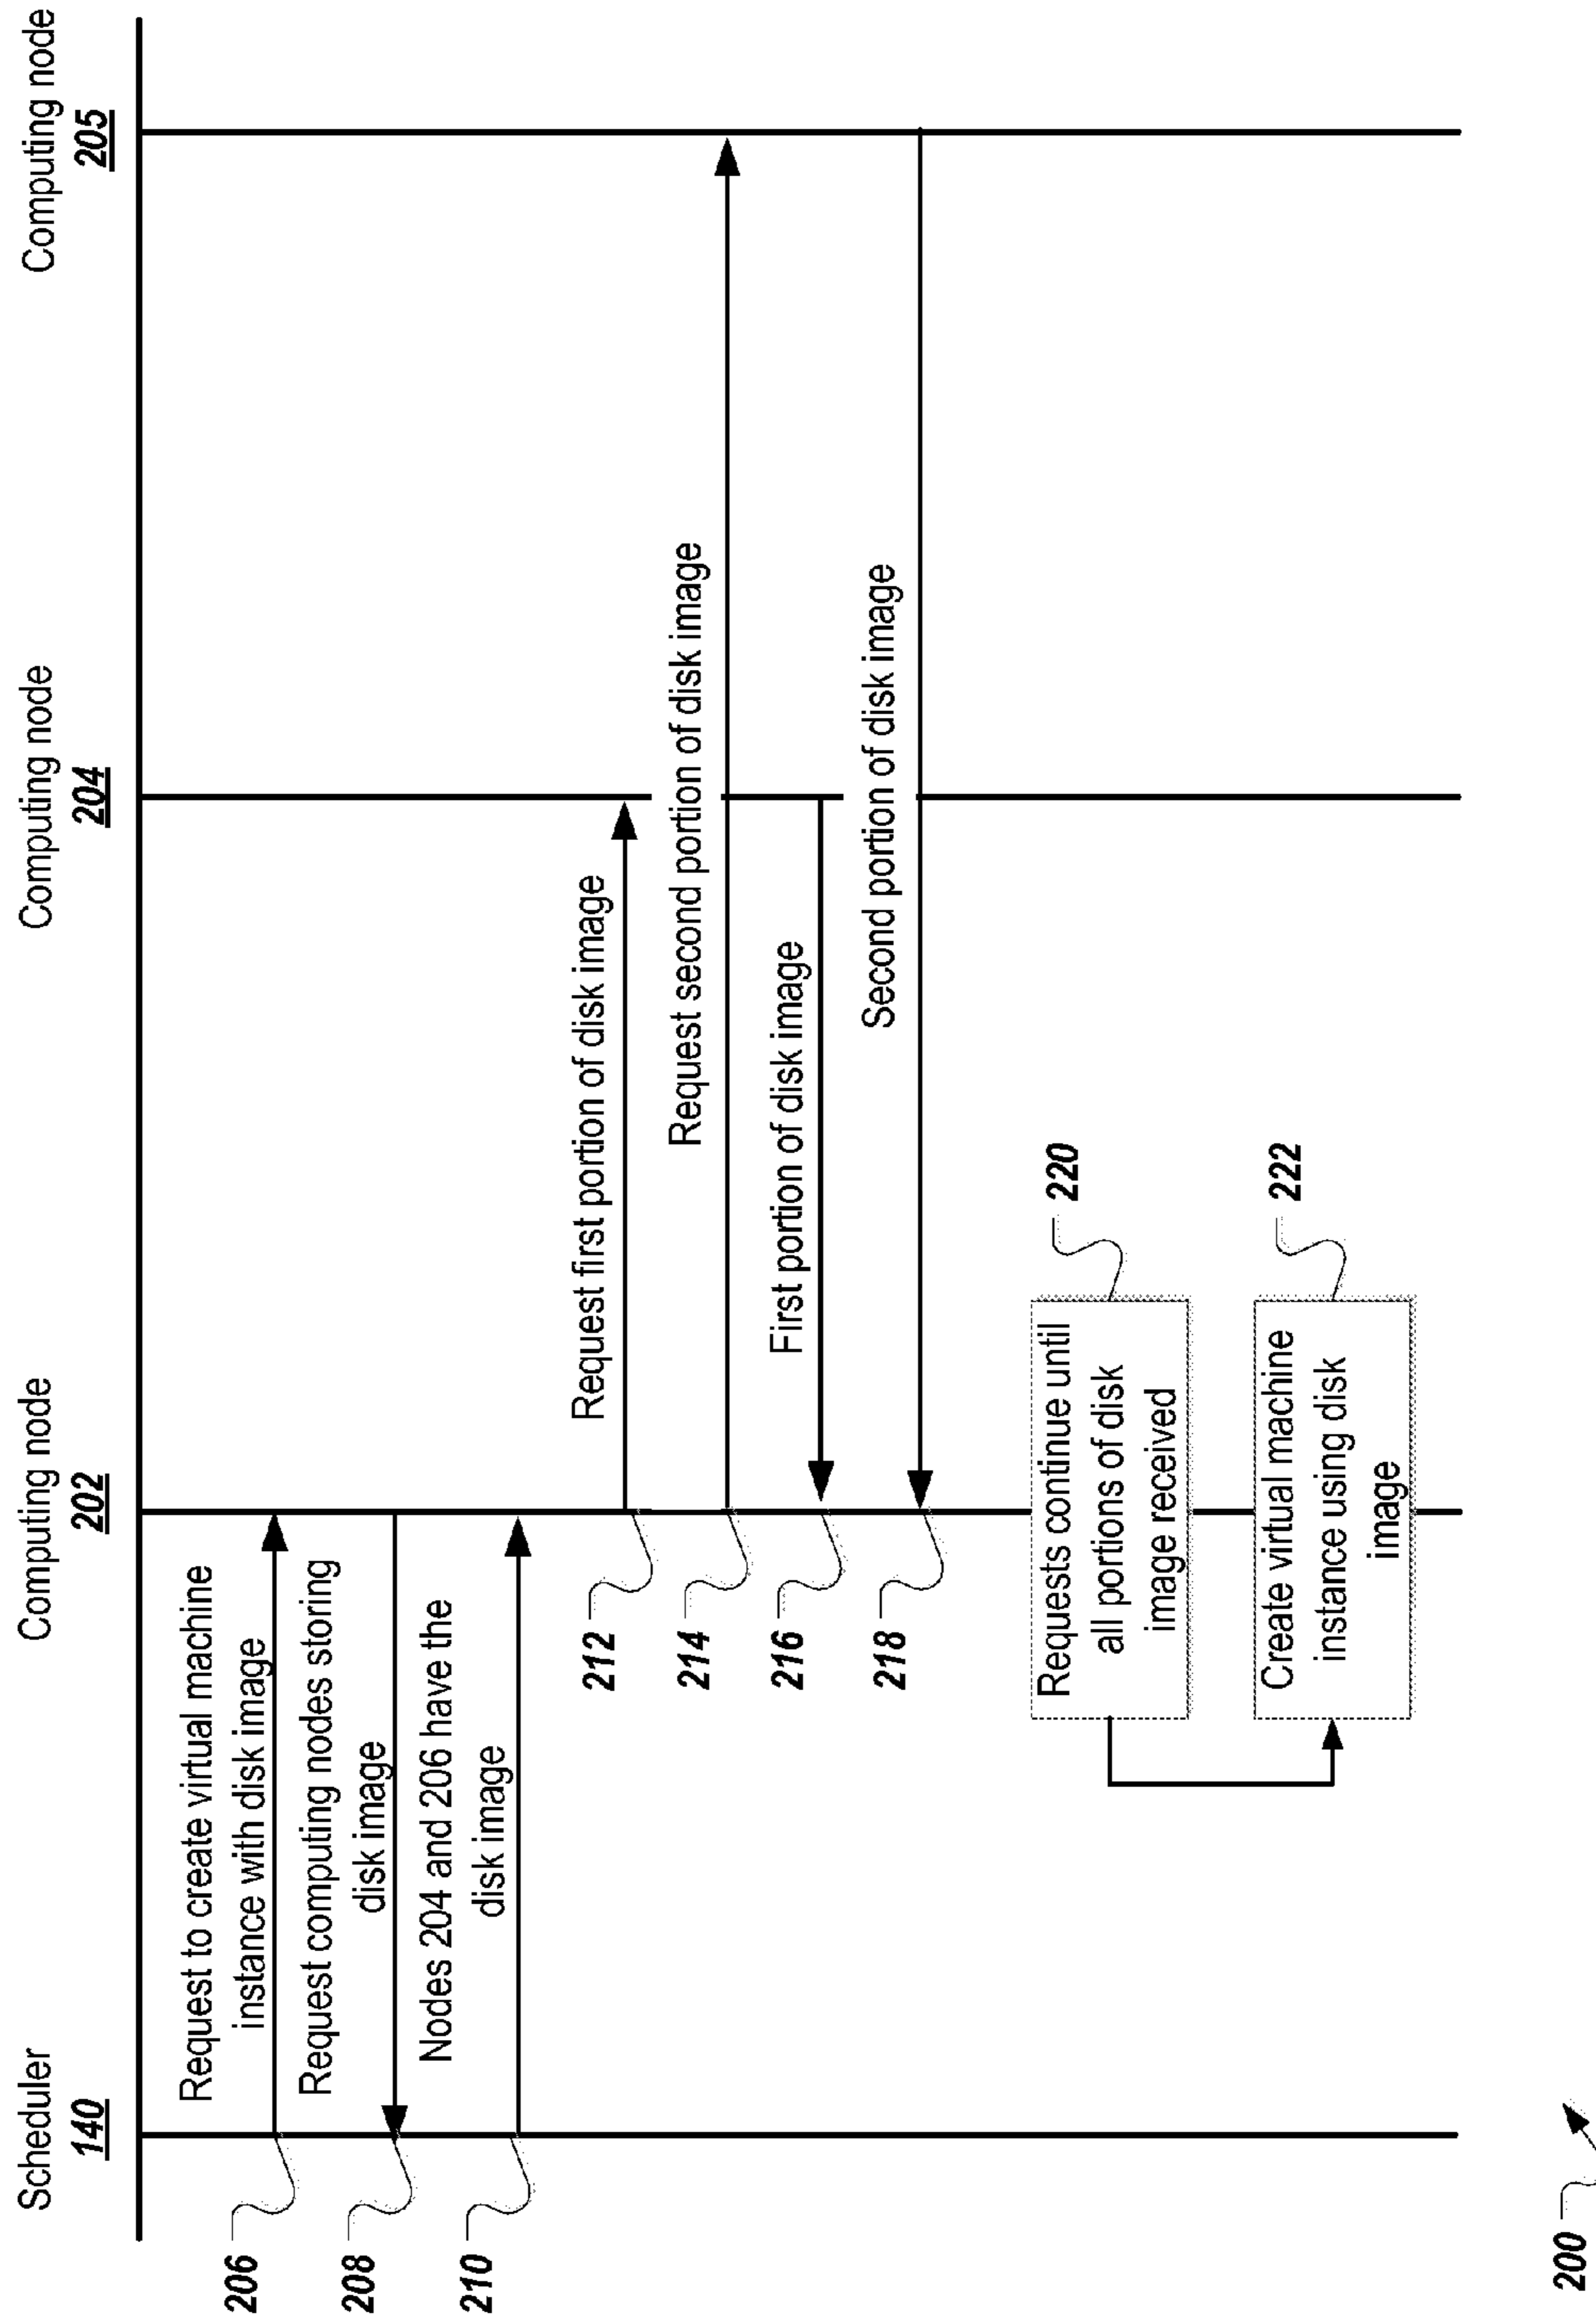 Scheduler
140
Computing node
202
Computing node
204
Computing node
205
206
Request to create virtual machine
instance with disk image
208
Request computing nodes storing
disk image
210
Nodes 204 and 206 have the
disk image
212
Request first portion of disk image
214
Request second portion of disk image
216
First portion of disk image
218
Second portion of disk image
Requests continue until
all portions of disk
image received
220
Create virtual machine
instance using disk
image
222
200